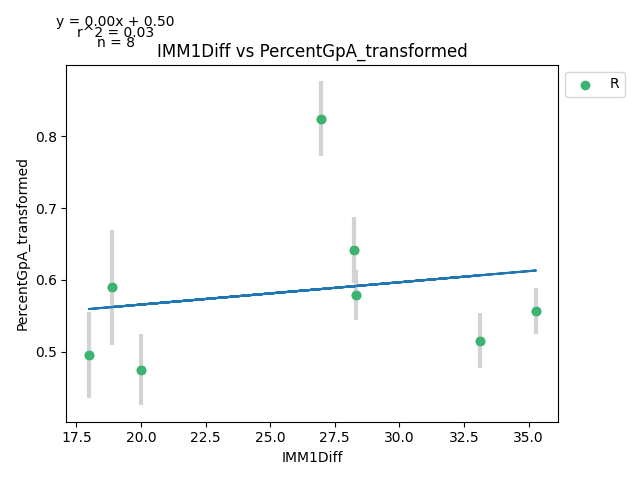 y = 0.00x + 0.50
r^2 = 0.03
n = 8
IMM1Diff vs PercentGpA_transformed
R
PercentGpA_transformed
0.8
0.7
0.6
0.5
17.5 20.0 22.5 25.0 27.5 30.0 32.5 35.0
IMM1Diff